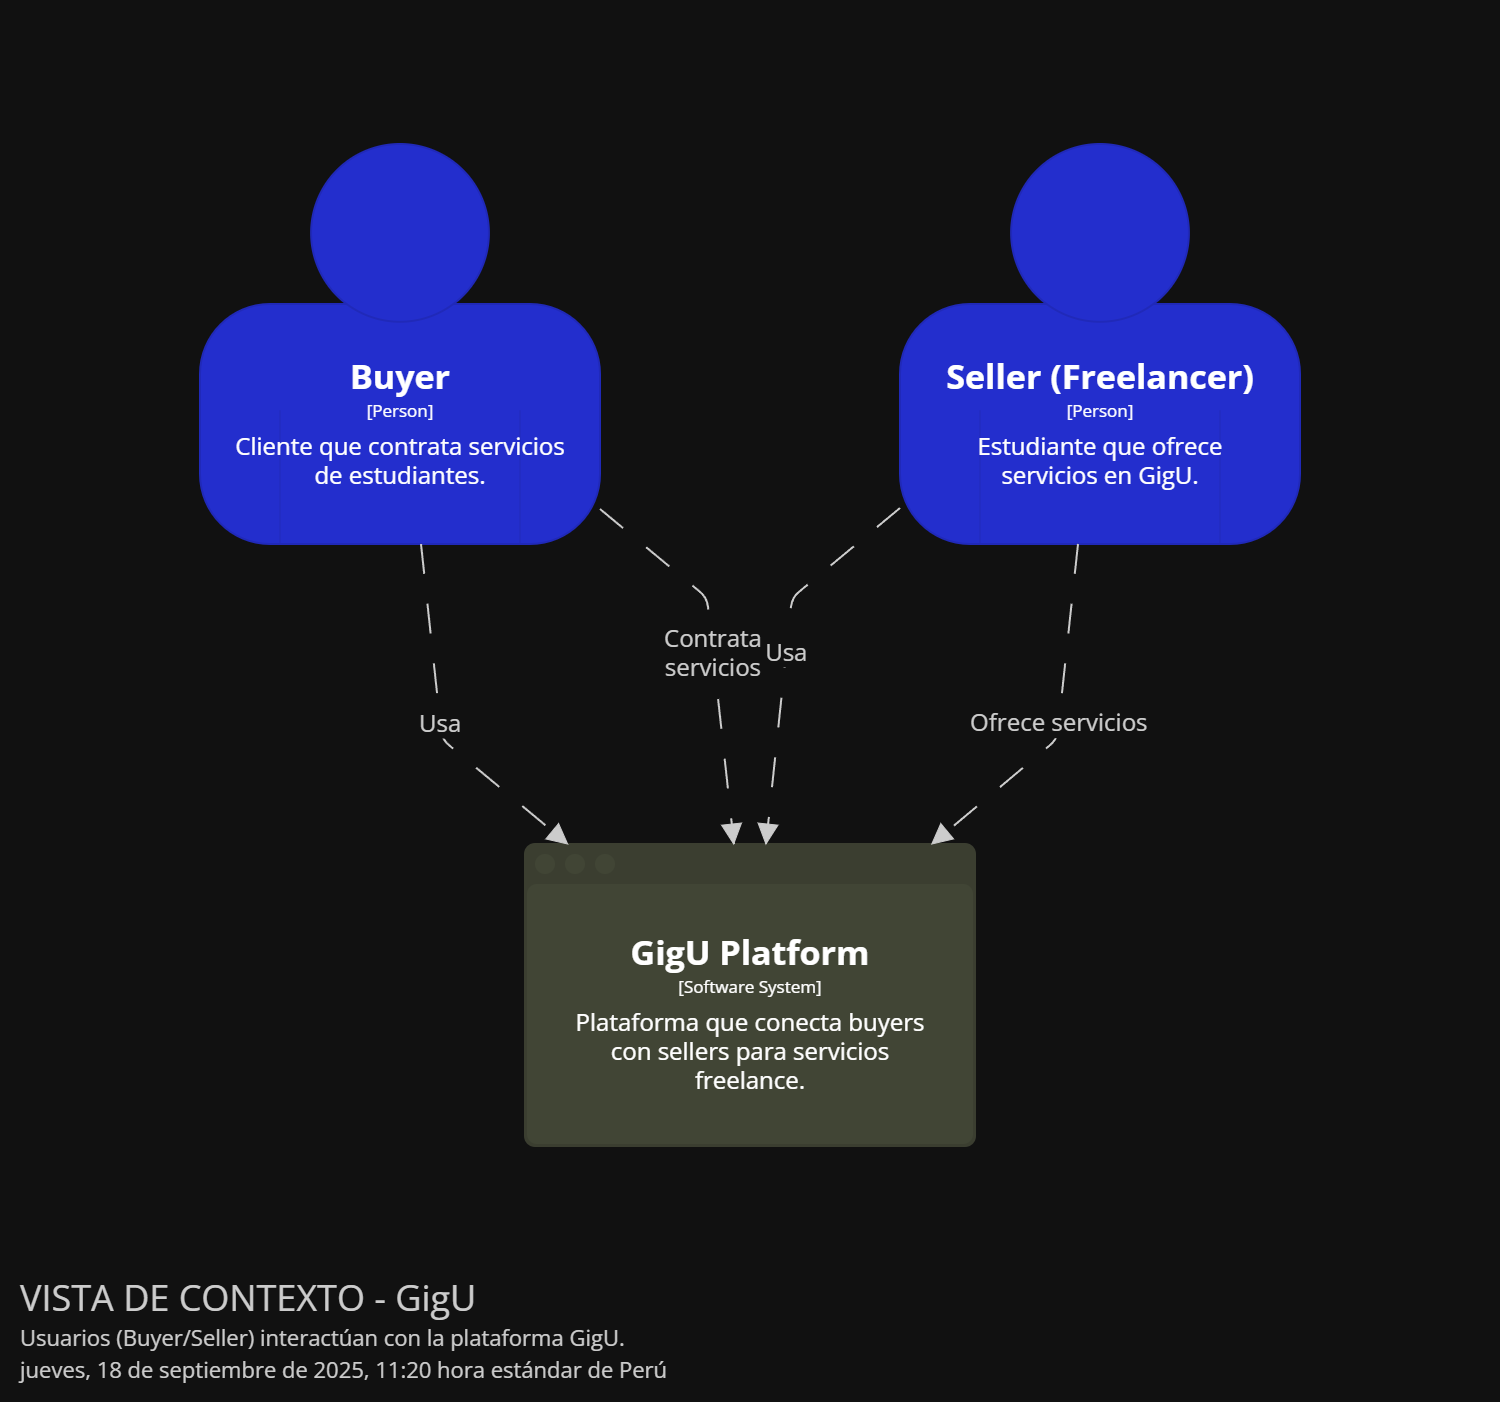 Buyer
[Person]
Cliente que contrata servicios
de estudiantes.
Seller (Freelancer)
[Person]
Estudiante que ofrece
servicios en GigU.
Contrata
servicios
Usa
Usa
Ofrece servicios
GigU Platform
[Software System]
Plataforma que conecta buyers
con sellers para servicios
freelance.
VISTA DE CONTEXTO - GigU
Usuarios (Buyer/Seller) interactúan con la plataforma GigU.
jueves, 18 de septiembre de 2025, 11:20 hora estándar de Perú